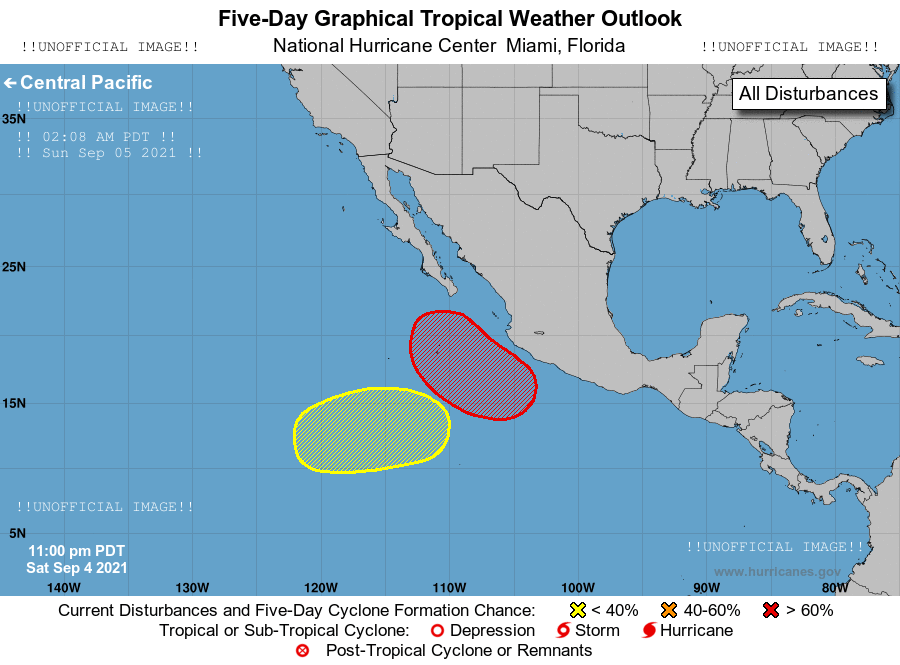 Five-Day Graphical Tropical Weather Outlook
!!UNOFFICIAL IMAGE!! National Hurricane Center Miami, Florida !!UNOFFICIAL IMAGE!!
← Central Pacific
All Disturbances
!!UNOFFICIAL IMAGE!!
35N
!! 02:08 AM PDT !!
!! Sun Sep 05 2021 !!
25N
15N
!!UNOFFICIAL IMAGE!!
5N
!!UNOFFICIAL IMAGE!!
11:00 pm PDT
Sat Sep 4 2021
www.hurricanes.gov
140W 130W 120W 110W 100W 90W 80W
Current Disturbances and Five-Day Cyclone Formation Chance: < 40% 40-60% > 60%
Tropical or Sub-Tropical Cyclone: Depression Storm Hurricane
Post-Tropical Cyclone or Remnants